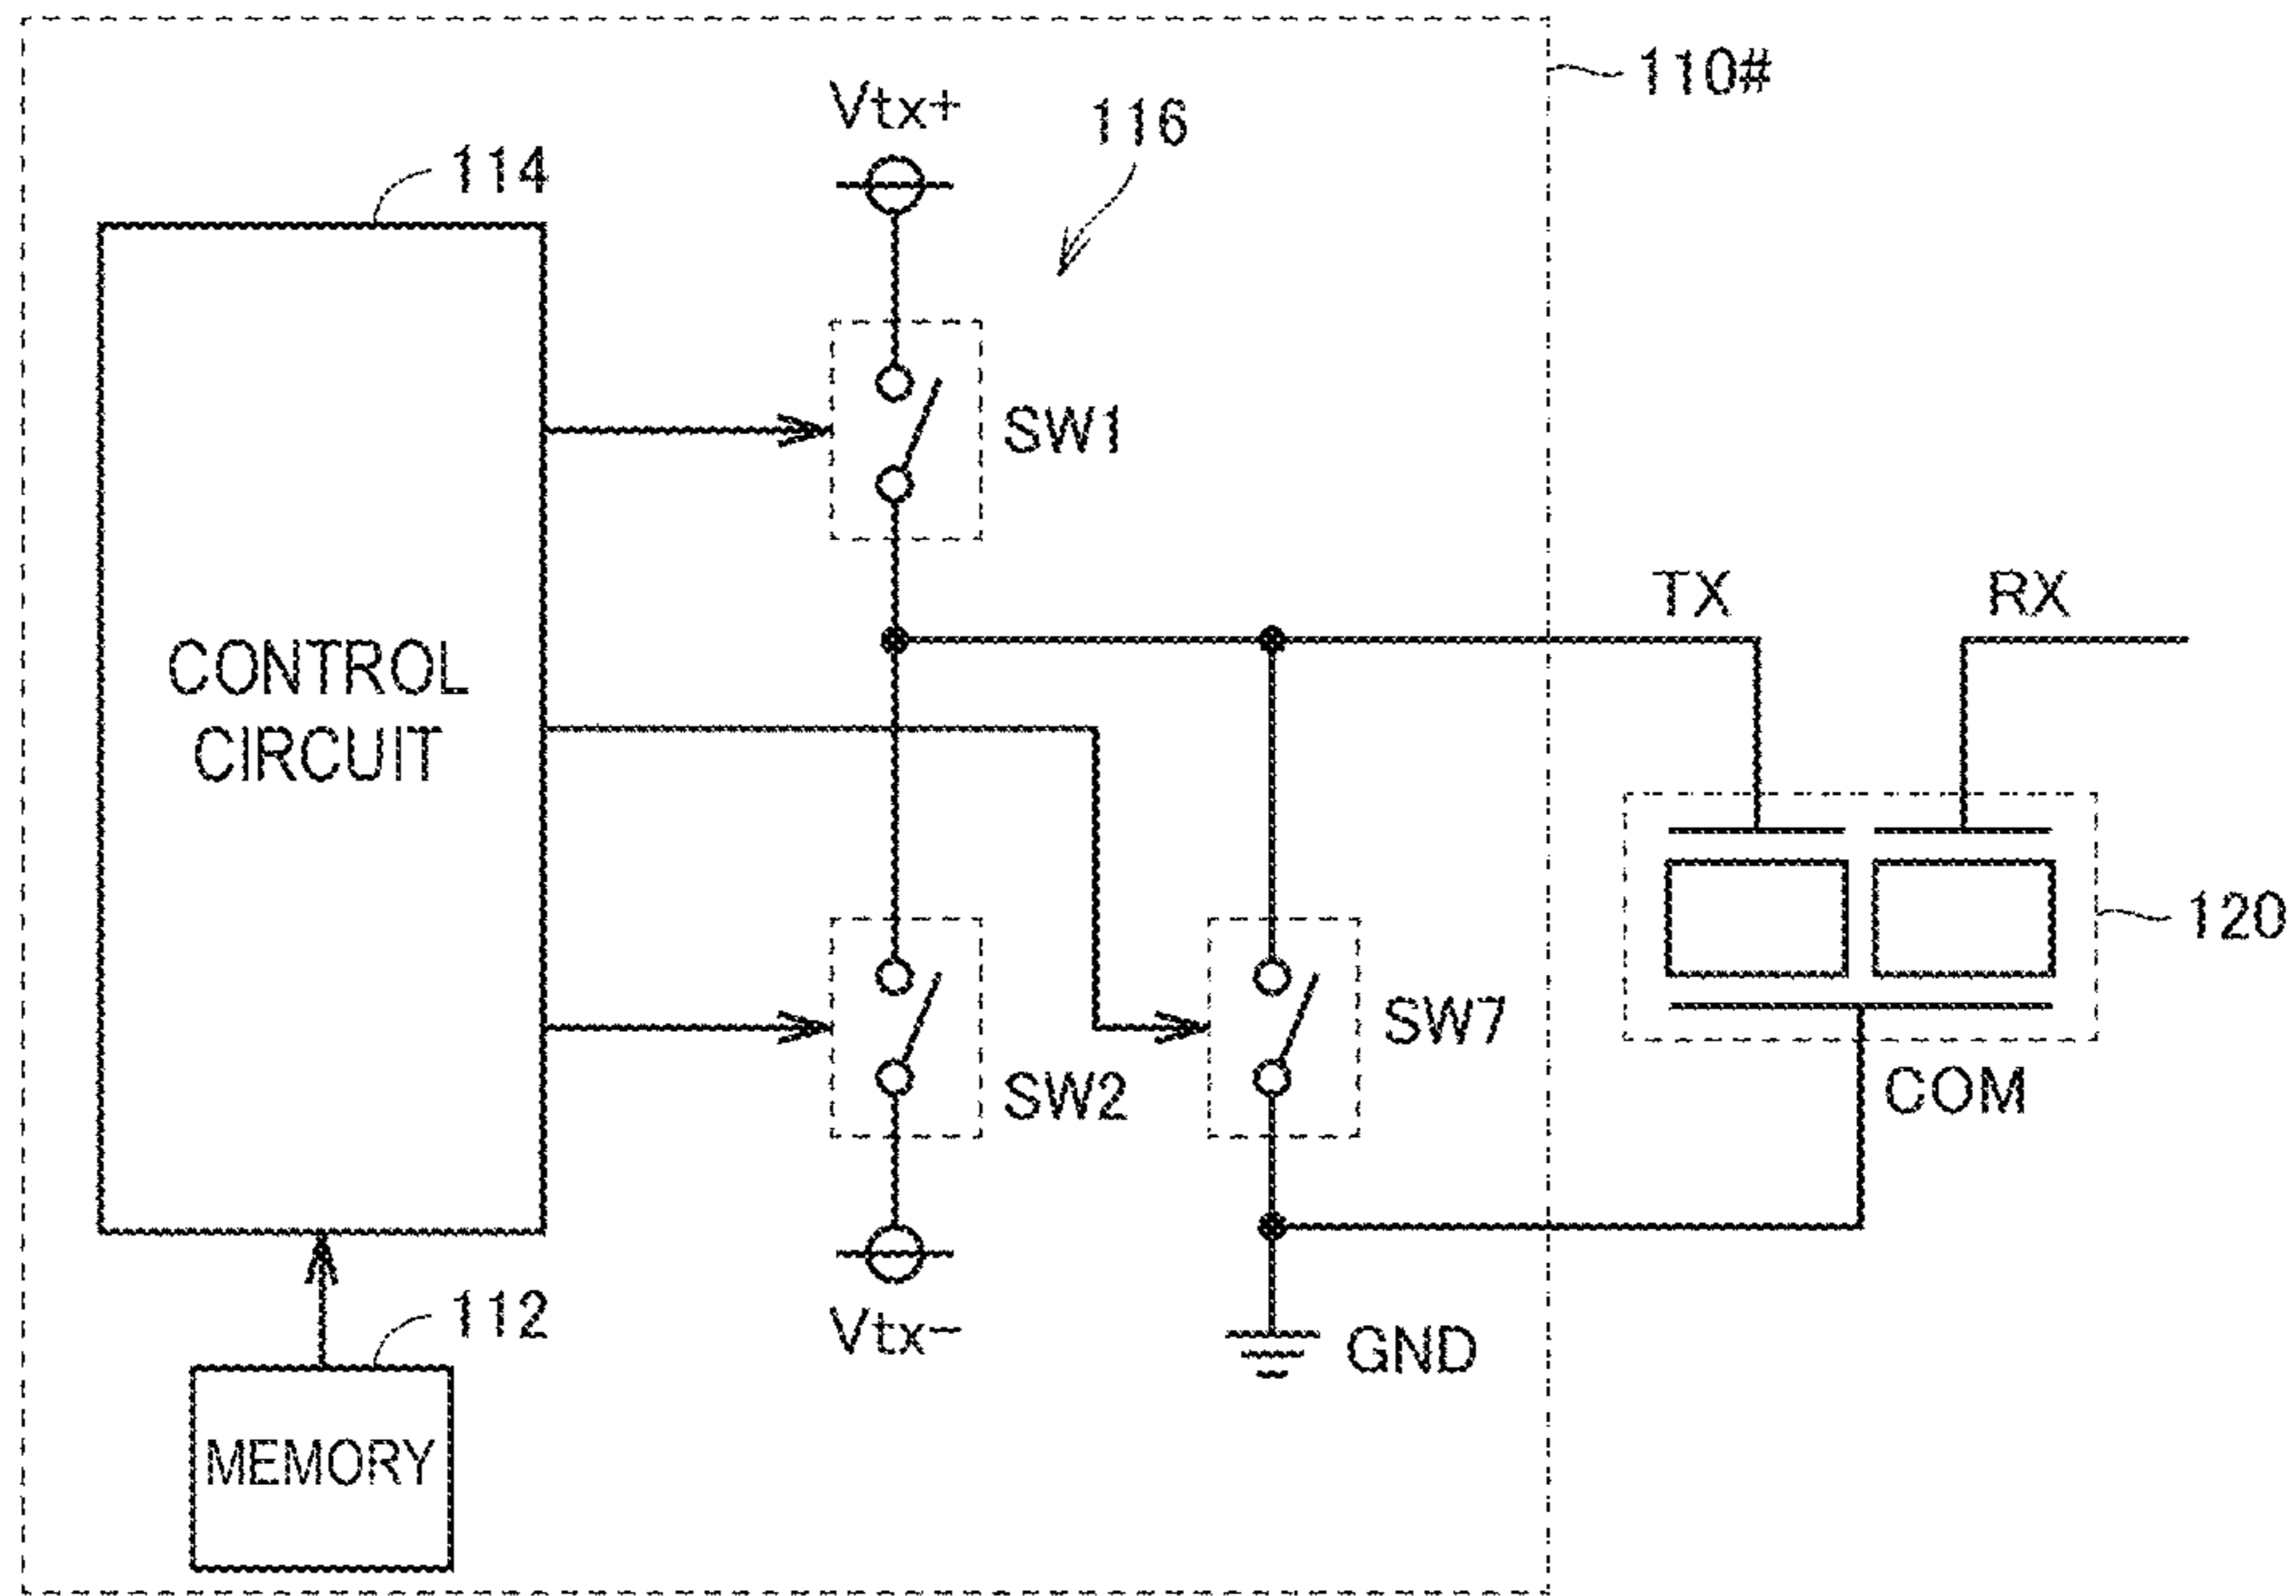 110#
Vtx+
116
114
SW1
TX
RX
CONTROL
CIRCUIT
120
SW7
SW2
COM
112
Vtx-
GND
MEMORY